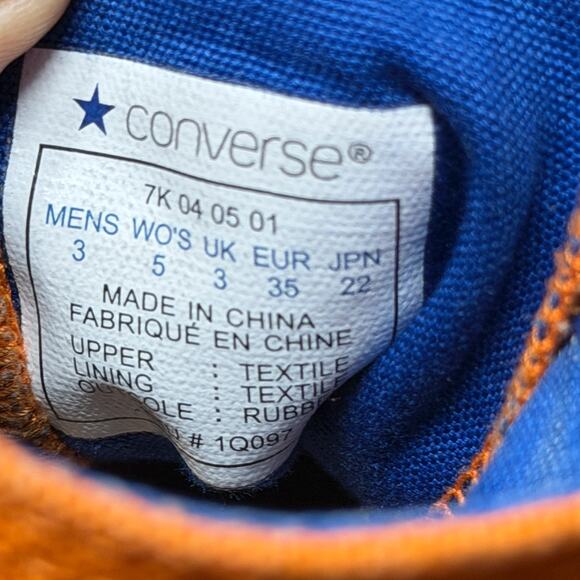 converse®
7K 04 05 01
MENS WO'S UK EUR JPN
3 5 3 35 22
MADE IN CHINA
FABRIQUÉ EN CHINE
UPPER : TEXTILE
LINING : TEXTILE
: 
# 1Q097